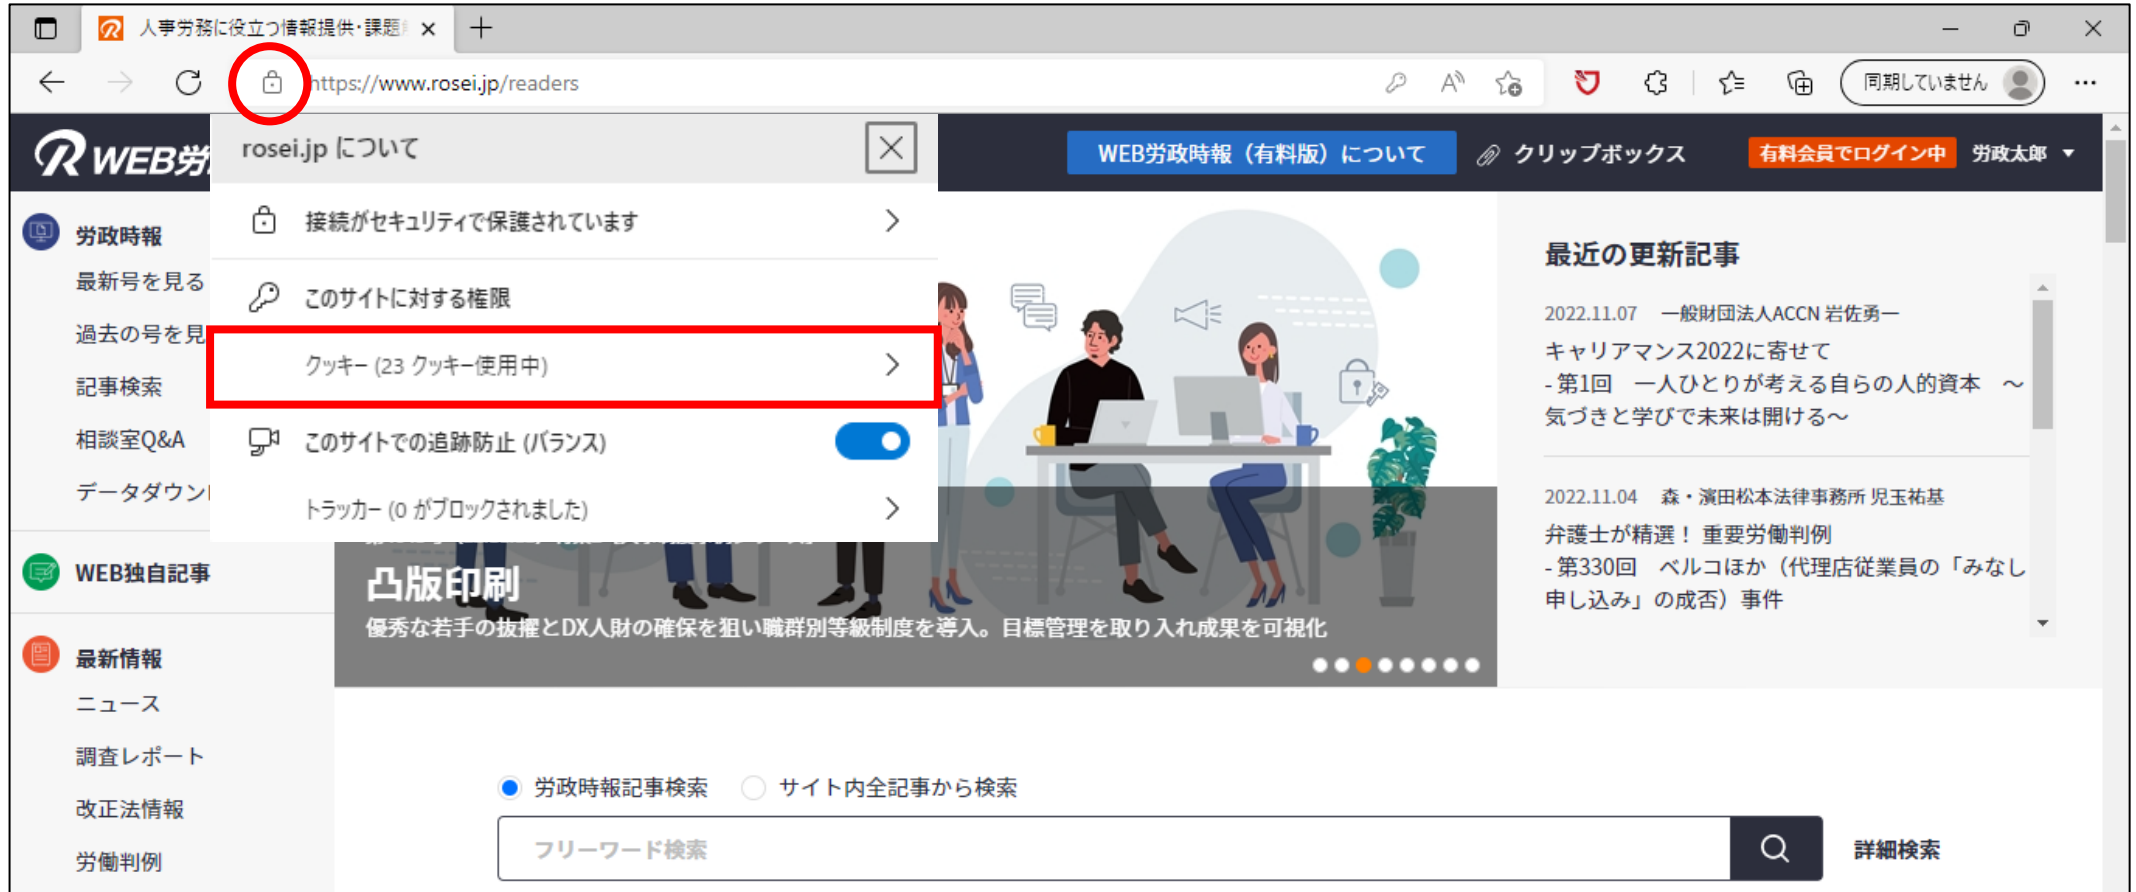 人事労務に役立つ情報提供・課題
https://www.rosei.jp/readers
同期していません
WEB労
WEB労政時報（有料版）について
クリップボックス
有料会員でログイン中
労政太郎
rosei.jp について
接続がセキュリティで保護されています
このサイトに対する権限
クッキー (23 クッキー使用中)
このサイトでの追跡防止 (バランス)
トラッカー (0 がブロックされました)
労政時報
最新号を見る
過去の号を見
記事検索
相談室Q&A
データダウン
WEB独自記事
最新情報
ニュース
調査レポート
改正法情報
労働判例
凸版印刷
優秀な若手の抜擢とDX人財の確保を狙い職群別等級制度を導入。目標管理を取り入れ成果を可視化
最近の更新記事
2022.11.07　一般財団法人ACCN 岩佐勇一
キャリアマンス2022に寄せて
- 第1回　一人ひとりが考える自らの人的資本　～
気づきと学びで未来は開ける～
2022.11.04　森・濱田松本法律事務所 児玉祐基
弁護士が精選！ 重要労働判例
- 第330回　ベルコほか（代理店従業員の「みなし
申し込み」の成否）事件
労政時報記事検索
サイト内全記事から検索
フリーワード検索
詳細検索